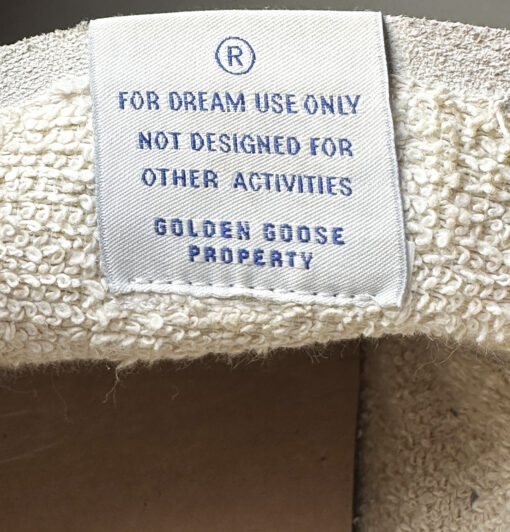 ®
FOR DREAM USE ONLY
NOT DESIGNED FOR
OTHER ACTIVITIES
GOLDEN GOOSE
PROPERTY